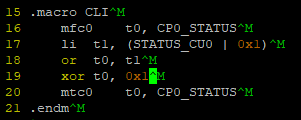 15 .macro CLI^M
16     mfc0    t0, CP0_STATUS^M
17     li  t1, (STATUS_CU0 | 0x1)^M
18     or  t0, t1^M
19     xor t0, 0x1^M
20     mtc0    t0, CP0_STATUS^M
21 .endm^M